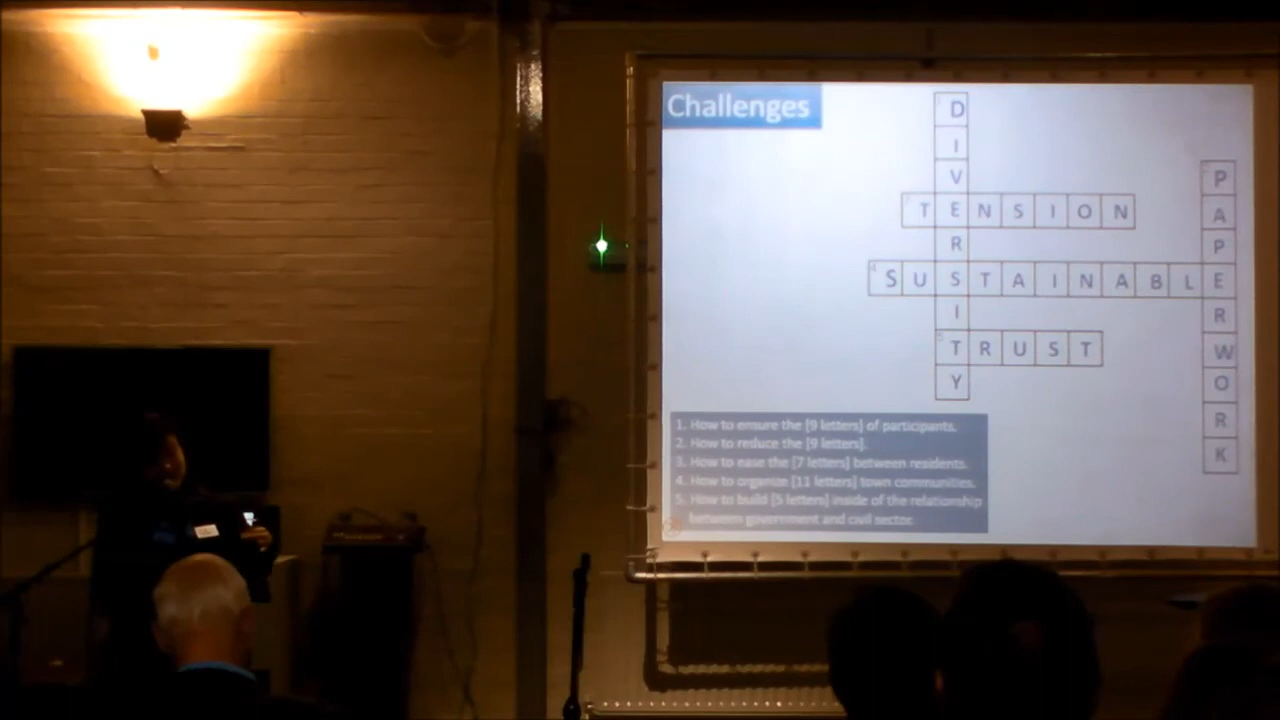 Challenges
DIVERSITY
PAPERWORK
TENSION
SUSTAINABLE
TRUST
1. How to ensure the [9 letters] of participants.
2. How to reduce the [9 letters].
3. How to ease the [7 letters] between residents.
4. How to organize [11 letters] town communities.
5. How to build [5 letters] inside of the relationship
between government and civil sector.